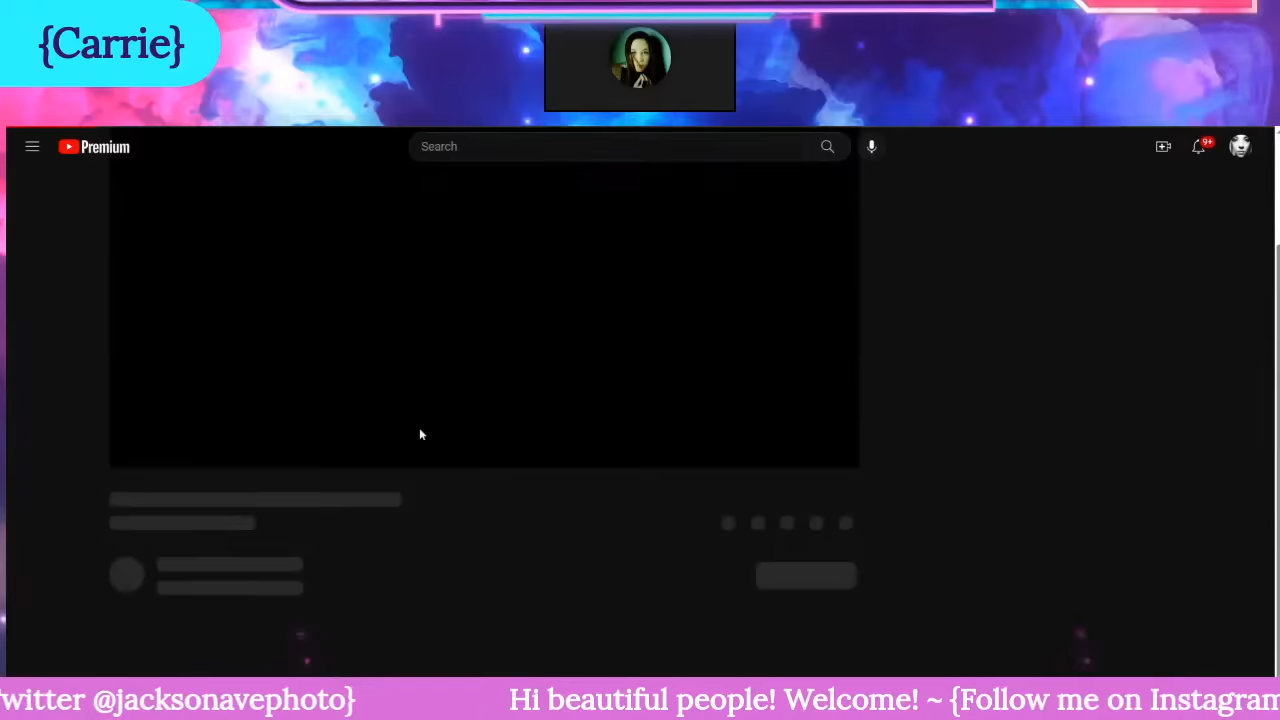 {Carrie}
Premium
Search
9+
witter @jacksonavephoto}
Hi beautiful people! Welcome! ~ {Follow me on Instagram